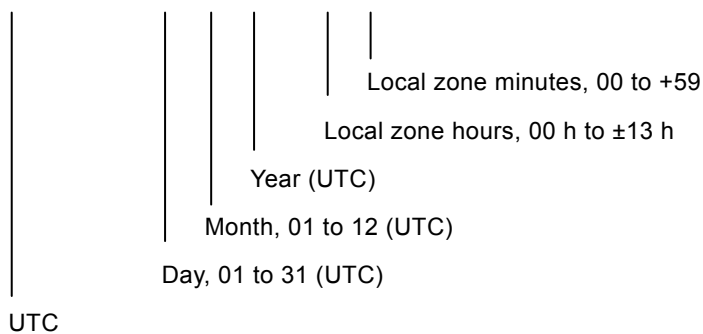 Local zone minutes, 00 to +59
Local zone hours, 00 h to ±13 h
Year (UTC)
Month, 01 to 12 (UTC)
Day, 01 to 31 (UTC)
UTC